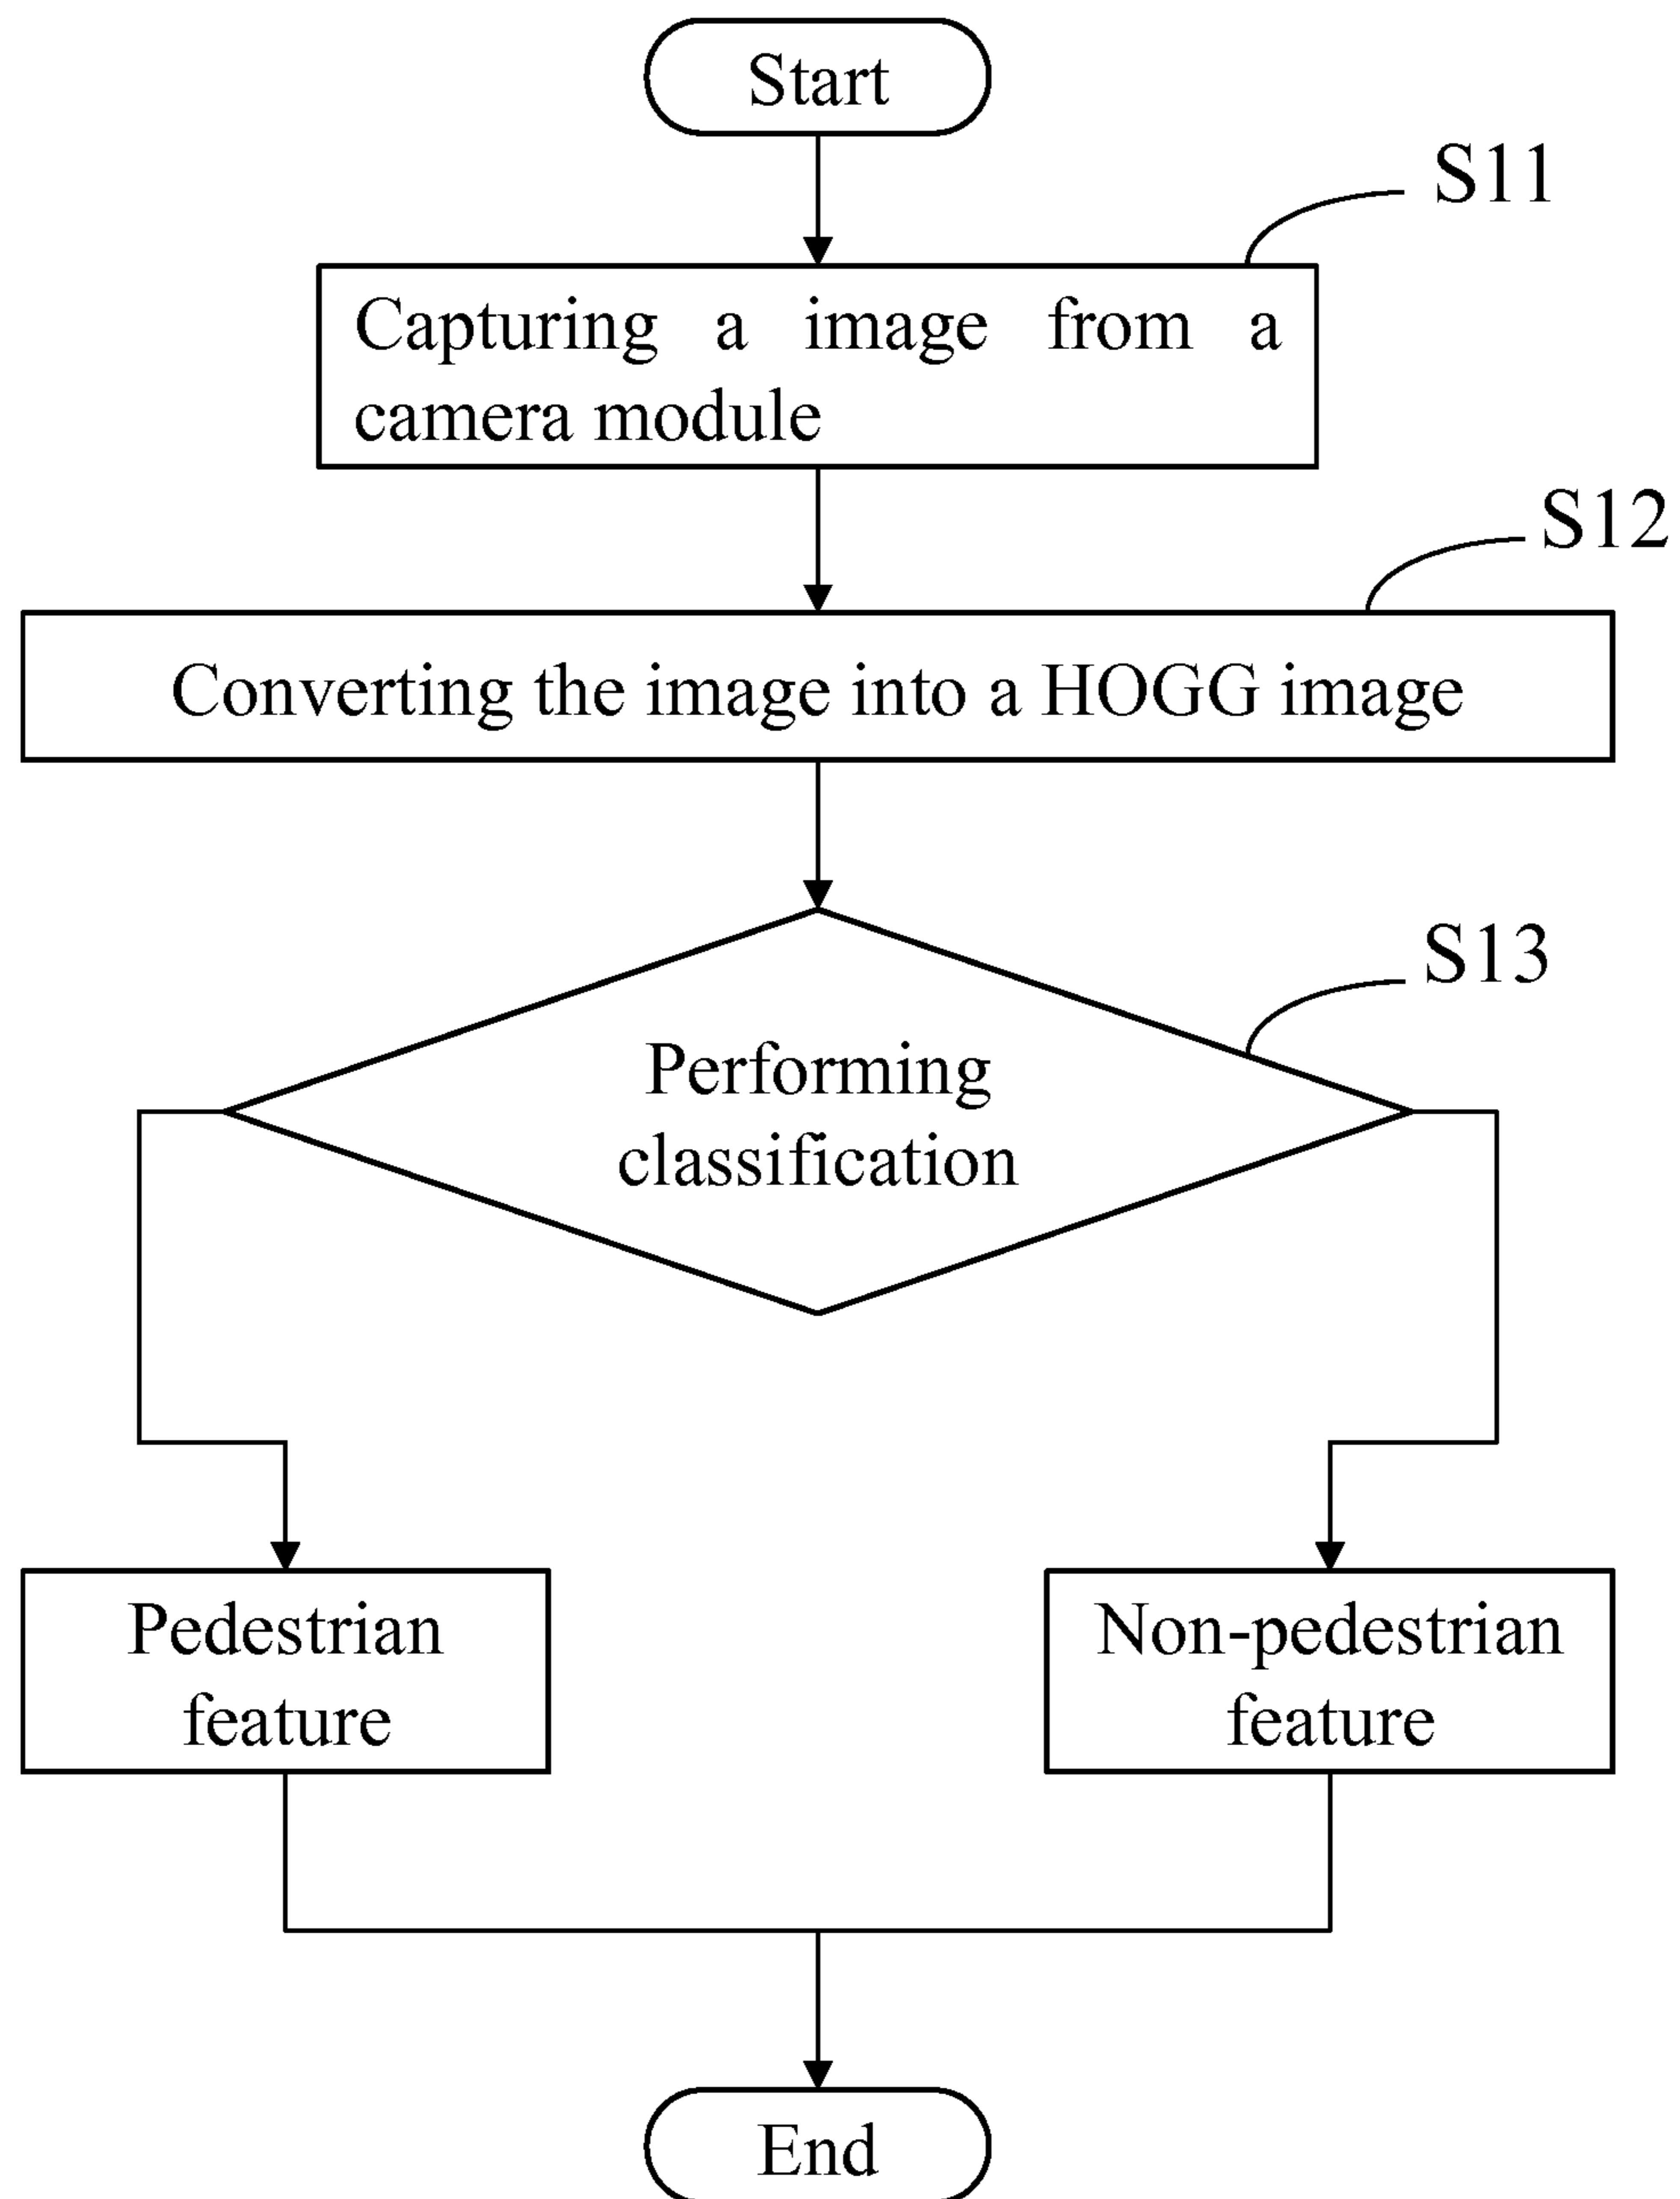 Start
S11
Capturing a image from a
camera module
S12
Converting the image into a HOGG image
S13
Performing
classification
Pedestrian
feature
Non-pedestrian
feature
End